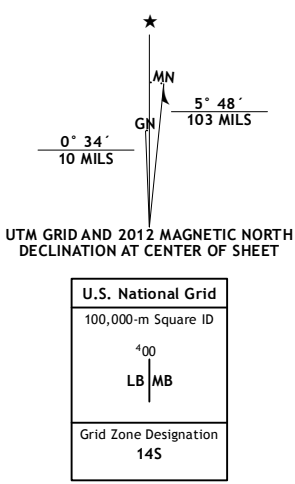 ★
MN
5° 48´
103 MILS
GN
0° 34´
10 MILS
UTM GRID AND 2012 MAGNETIC NORTH
DECLINATION AT CENTER OF SHEET
U.S. National Grid
100,000-m Square ID
⁴00
LB MB
Grid Zone Designation
14S